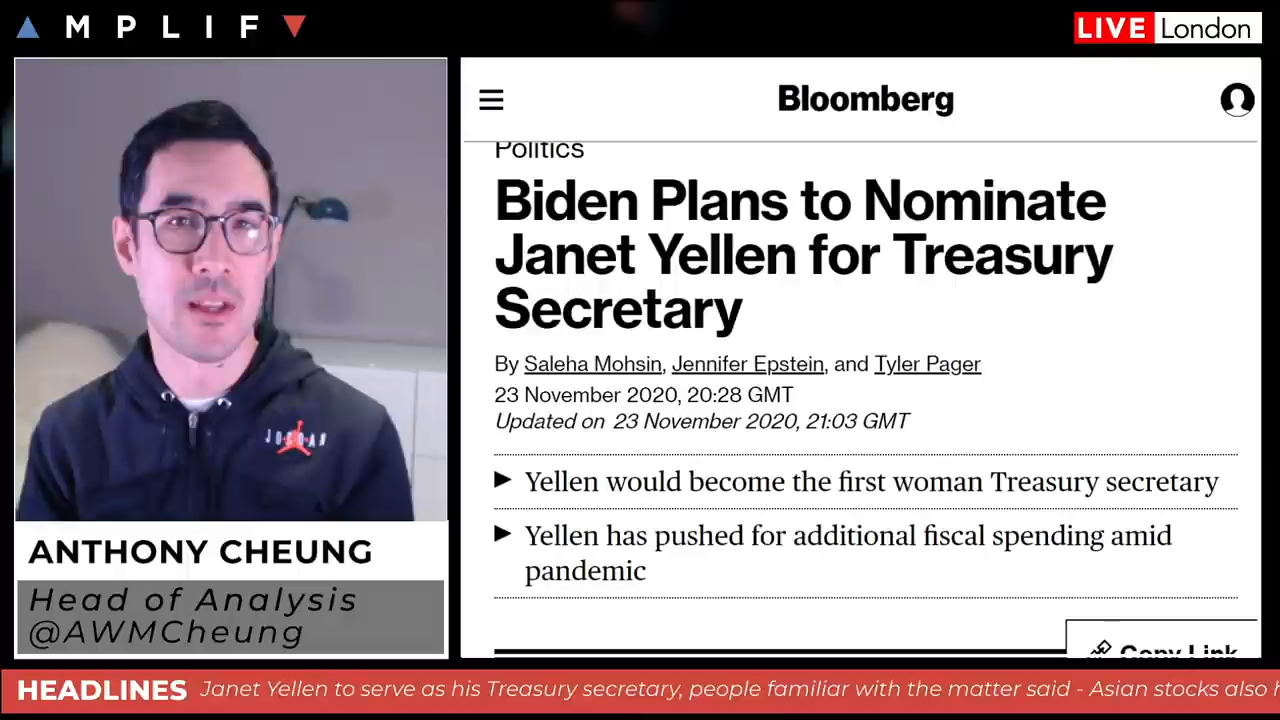 AMPLIFY
LIVE London
Bloomberg
Politics
Biden Plans to Nominate
Janet Yellen for Treasury
Secretary
By Saleha Mohsin, Jennifer Epstein, and Tyler Pager
23 November 2020, 20:28 GMT
Updated on 23 November 2020, 21:03 GMT
Yellen would become the first woman Treasury secretary
Yellen has pushed for additional fiscal spending amid
pandemic
Copy Link
JORDAN
ANTHONY CHEUNG
Head of Analysis
@AWMCheung
HEADLINES Janet Yellen to serve as his Treasury secretary, people familiar with the matter said - Asian stocks also